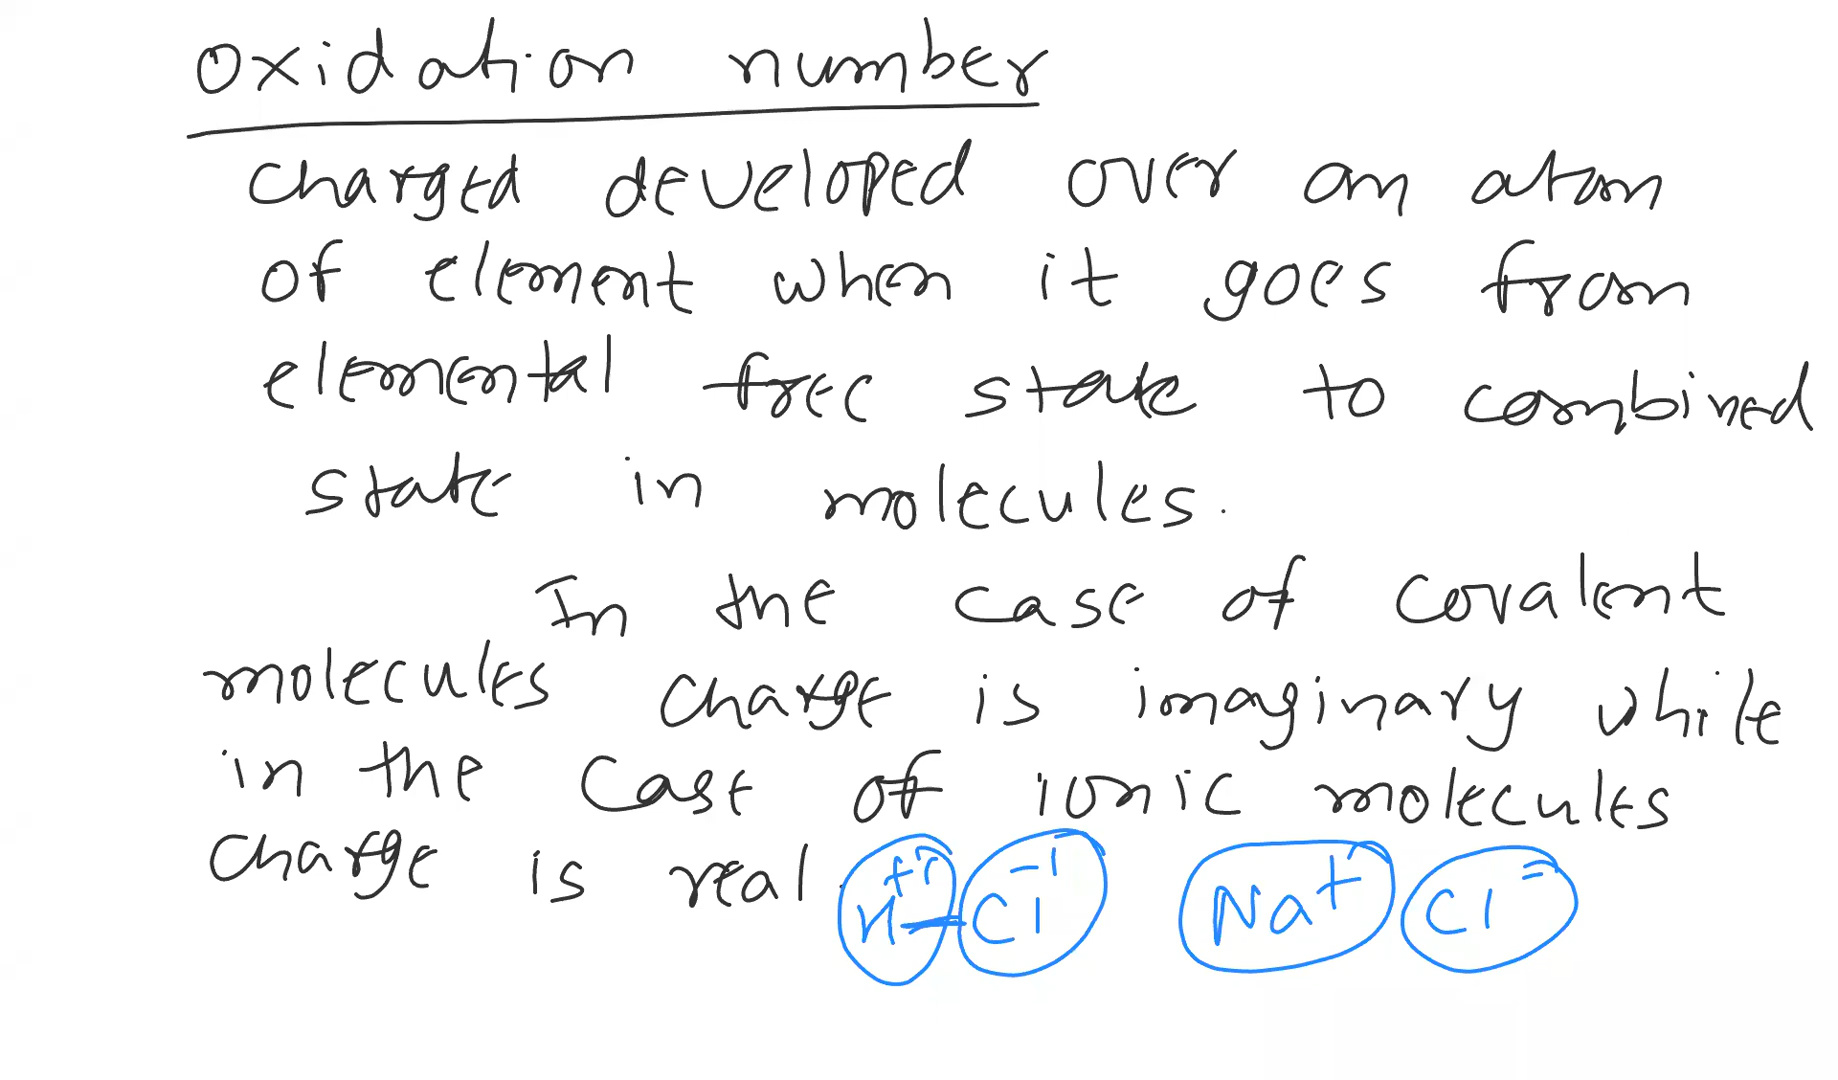 oxidation number
charged developed over an atom
of element when it goes from
elemental free state to combined
state in molecules.
In the case of covalent
molecules charge is imaginary while
in the case of ionic molecules
charge is real. H-Cl -1 Na+ Cl-